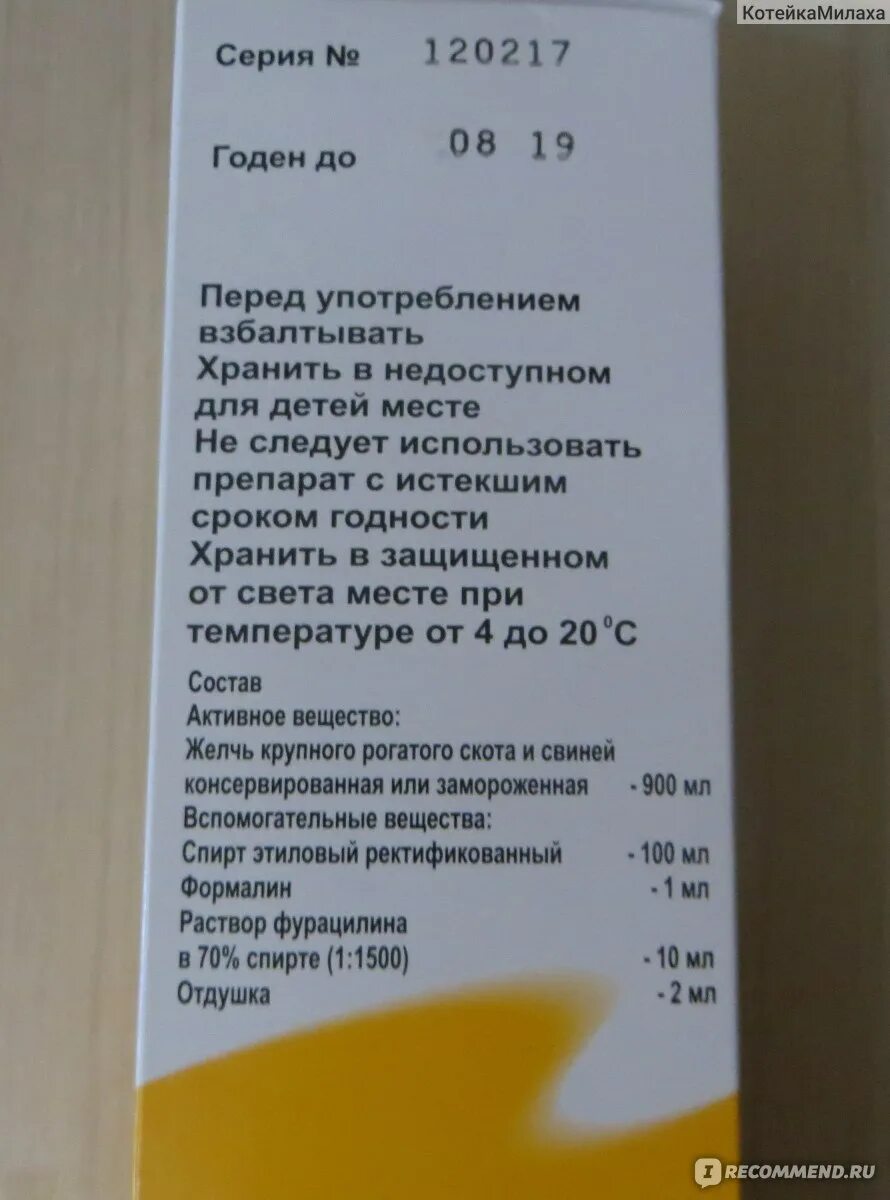 КотейкаМилаха
Серия № 120217
Годен до 08 19
Перед употреблением
взбалтывать
Хранить в недоступном
для детей месте
Не следует использовать
препарат с истекшим
сроком годности
Хранить в защищенном
от света месте при
температуре от 4 до 20 ⁰С
Состав
Активное вещество:
Желчь крупного рогатого скота и свиней
консервированная или замороженная - 900 мл
Вспомогательные вещества:
Спирт этиловый ректификованный - 100 мл
Формалин - 1 мл
Раствор фурацилина
в 70% спирте (1:1500) - 10 мл
Отдушка - 2 мл
IRECOMMEND.RU